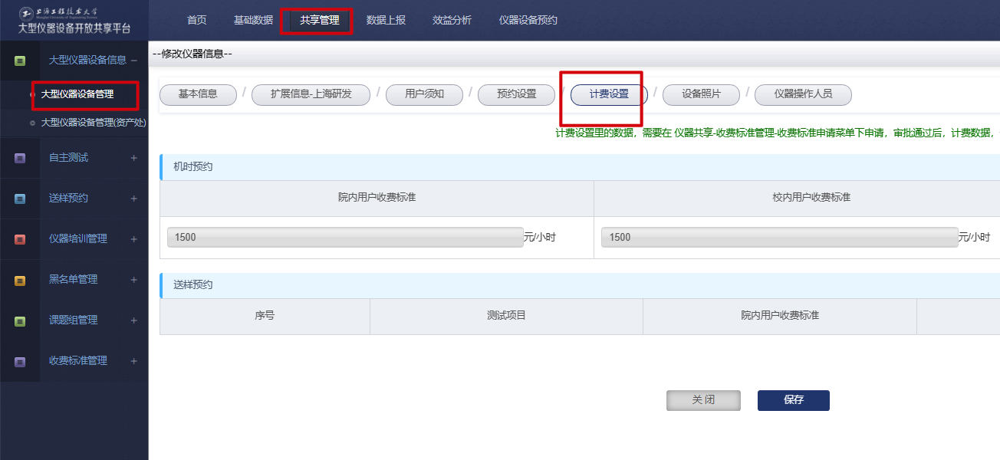 上海工程技术大学
Shanghai University of Engineering Science
大型仪器设备开放共享平台
首页 基础数据 共享管理 数据上报 效益分析 仪器设备预约
大型仪器设备信息 –
大型仪器设备管理
大型仪器设备管理(资产处)
自主测试 +
送样预约 +
仪器培训管理 +
黑名单管理 +
课题组管理 +
收费标准管理 +
--修改仪器信息--
基本信息 / 扩展信息-上海研发 / 用户须知 / 预约设置 / 计费设置 / 设备照片 / 仪器操作人员
计费设置里的数据，需要在 仪器共享-收费标准管理-收费标准申请菜单下申请，审批通过后，计费数据，
机时预约
院内用户收费标准 校内用户收费标准
1500 元/小时 1500 元/小时
送样预约
序号 测试项目 院内用户收费标准
关 闭 保存